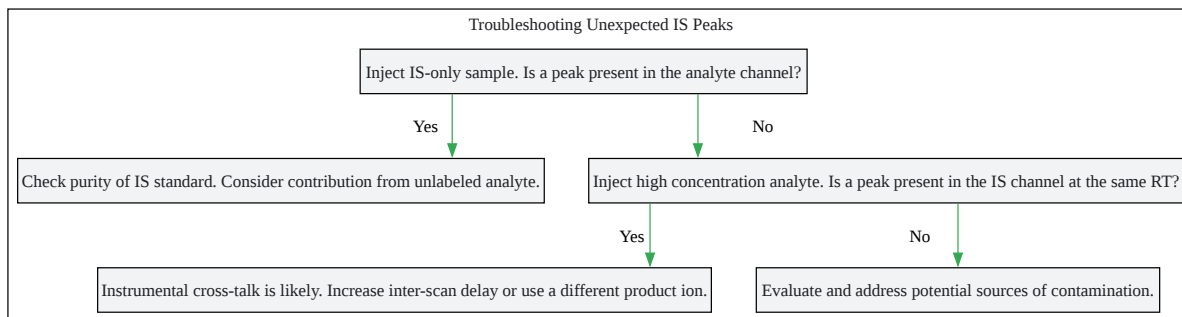 Troubleshooting Unexpected IS Peaks
Inject IS-only sample. Is a peak present in the analyte channel?
Yes
No
Check purity of IS standard. Consider contribution from unlabeled analyte.
Inject high concentration analyte. Is a peak present in the IS channel at the same RT?
Yes
No
Instrumental cross-talk is likely. Increase inter-scan delay or use a different product ion.
Evaluate and address potential sources of contamination.